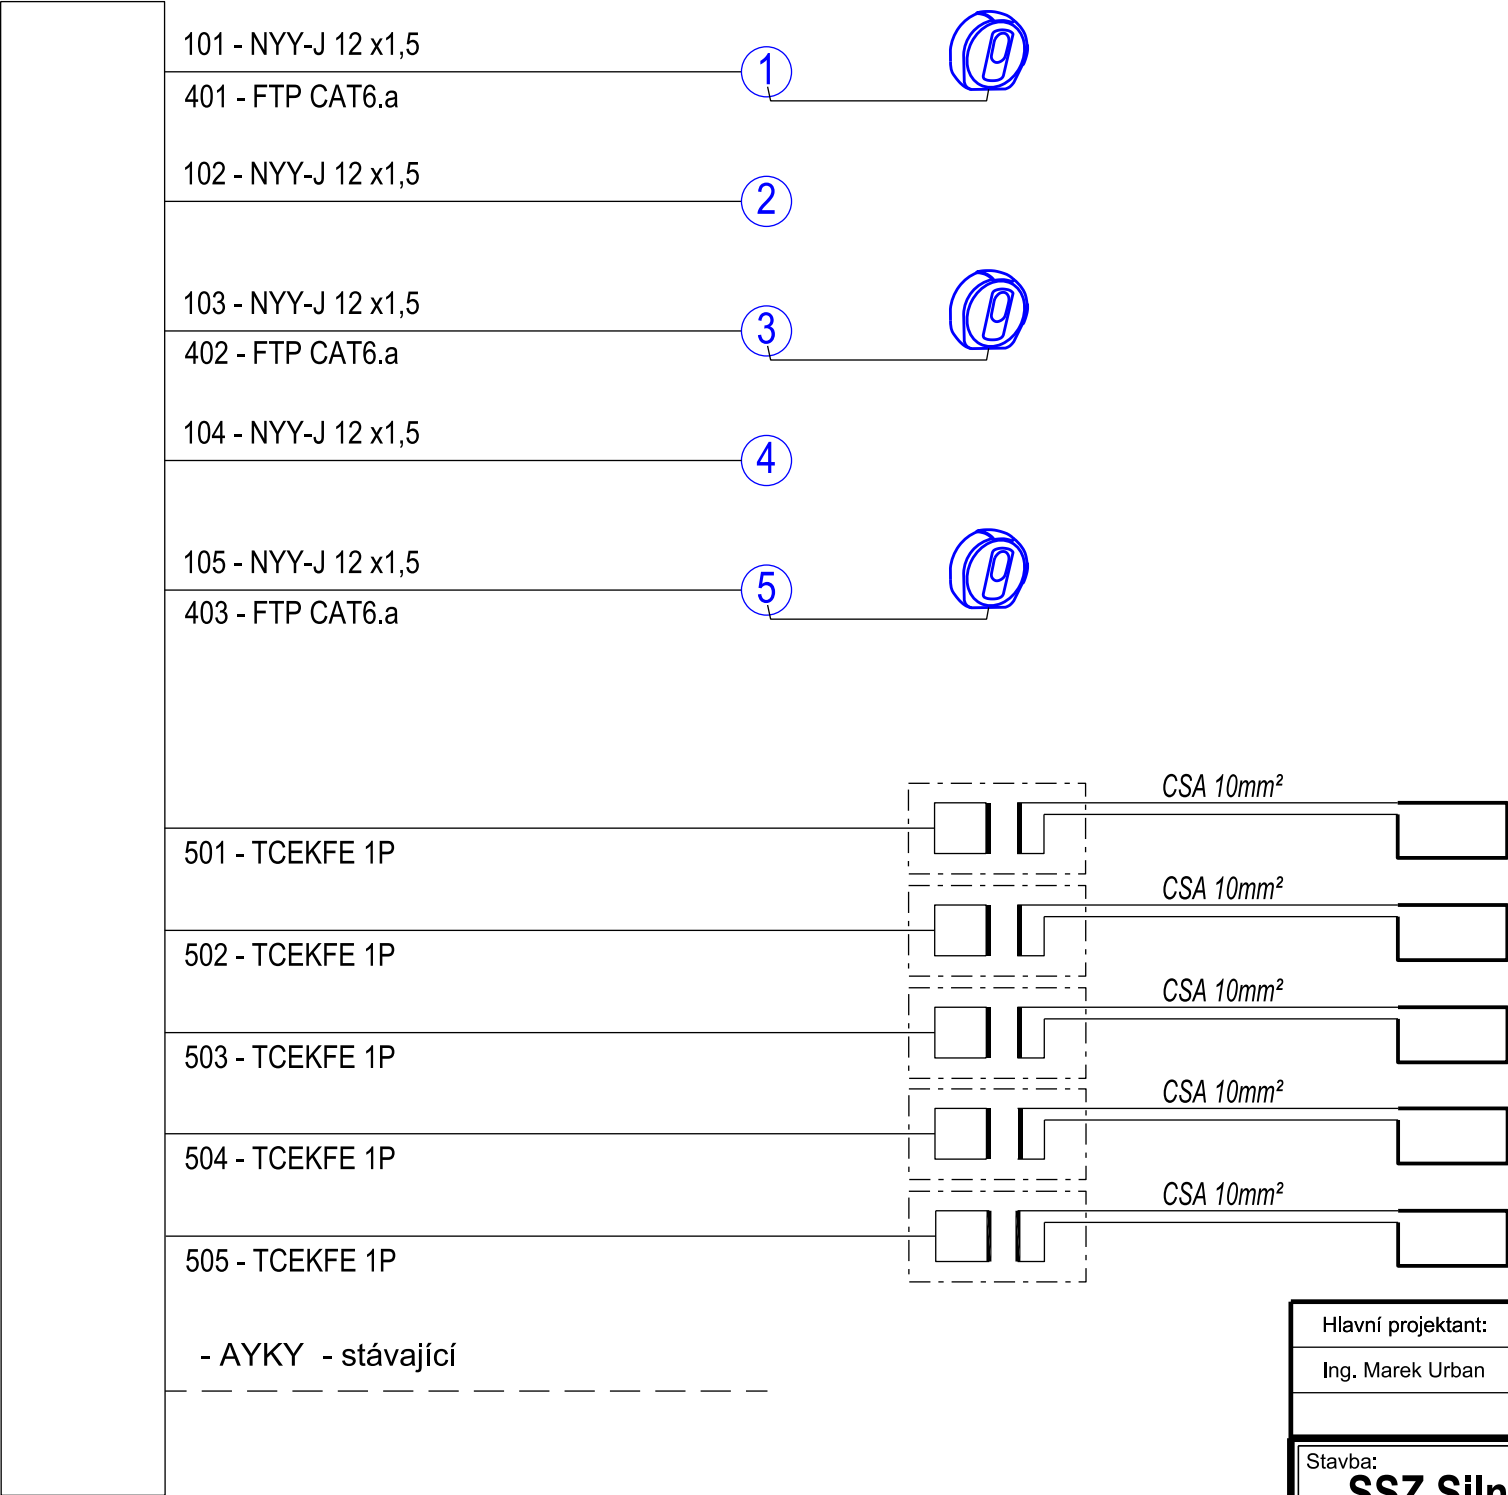 101 - NYY-J 12 x1,5
1
401 - FTP CAT6.a
102 - NYY-J 12 x1,5
2
103 - NYY-J 12 x1,5
3
402 - FTP CAT6.a
104 - NYY-J 12 x1,5
4
105 - NYY-J 12 x1,5
5
403 - FTP CAT6.a
CSA 10mm²
501 - TCEKFE 1P
CSA 10mm²
502 - TCEKFE 1P
CSA 10mm²
503 - TCEKFE 1P
CSA 10mm²
504 - TCEKFE 1P
CSA 10mm²
505 - TCEKFE 1P
- AYKY - stávající
Hlavní projektant:
Ing. Marek Urban
Stavba:
SSZ Siln